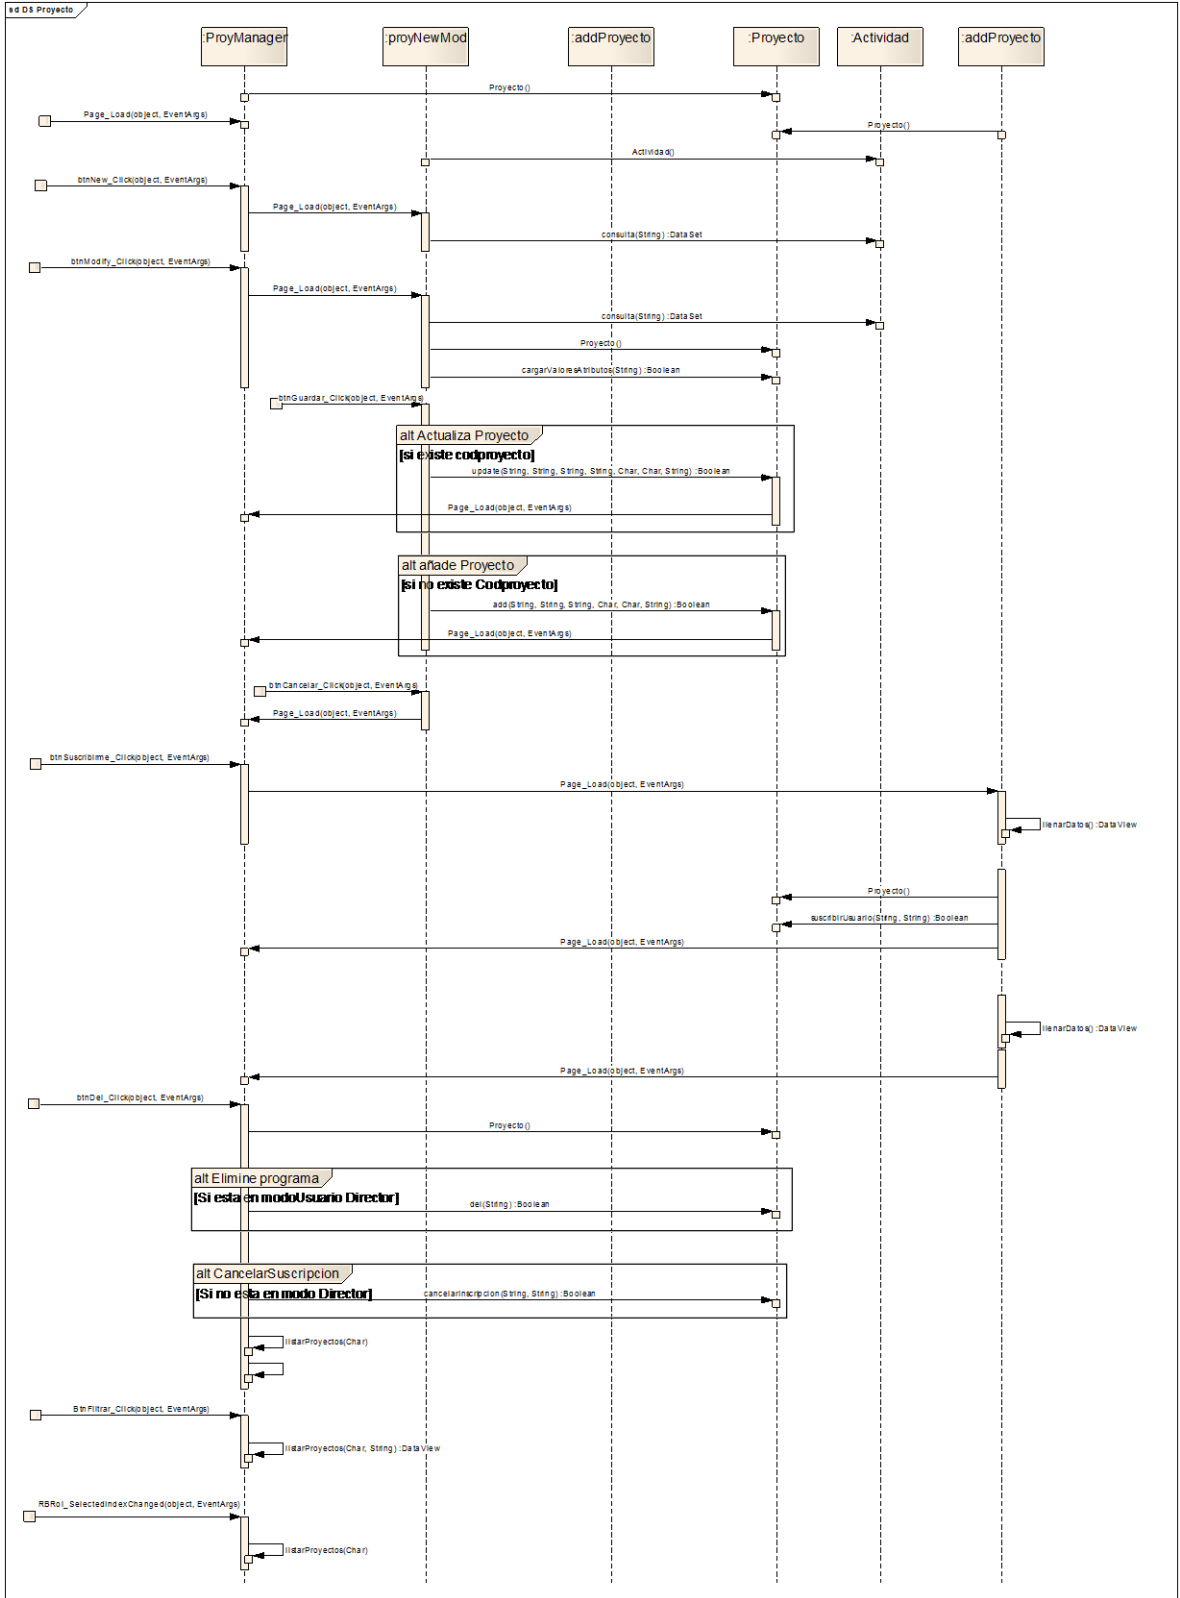 sd DS Proyecto
:ProyManager
:proyNewMod
:addProyecto
:Proyecto
:Actividad
:addProyecto
Proyecto()
Page_Load(object, EventArgs)
Proyecto()
Actividad()
btnNew_Click(object, EventArgs)
Page_Load(object, EventArgs)
consulta(String) :DataSet
btnModify_Click(object, EventArgs)
Page_Load(object, EventArgs)
consulta(String) :DataSet
Proyecto()
cargarValoresAtributos(String) :Boolean
btnGuardar_Click(object, EventArgs)
alt Actualiza Proyecto
[si existe codproyecto]
update(String, String, String, String, Char, Char, String) :Boolean
Page_Load(object, EventArgs)
alt añade Proyecto
[si no existe Codproyecto]
add(String, String, String, Char, Char, String) :Boolean
Page_Load(object, EventArgs)
btnCancelar_Click(object, EventArgs)
Page_Load(object, EventArgs)
btnSuscribirme_Click(object, EventArgs)
Page_Load(object, EventArgs)
llenarDatos() :DataView
Proyecto()
suscribirUsuario(String, String) :Boolean
Page_Load(object, EventArgs)
llenarDatos() :DataView
Page_Load(object, EventArgs)
btnDel_Click(object, EventArgs)
Proyecto()
alt Elimine programa
[Si esta en modoUsuario Director]
del(String) :Boolean
alt CancelarSuscripcion
[Si no esta en modo Director]
cancelarInscripcion(String, String) :Boolean
listarProyectos(Char)
BtnFiltrar_Click(object, EventArgs)
listarProyectos(Char, String) :DataView
RBRol_SelectedIndexChanged(object, EventArgs)
listarProyectos(Char)